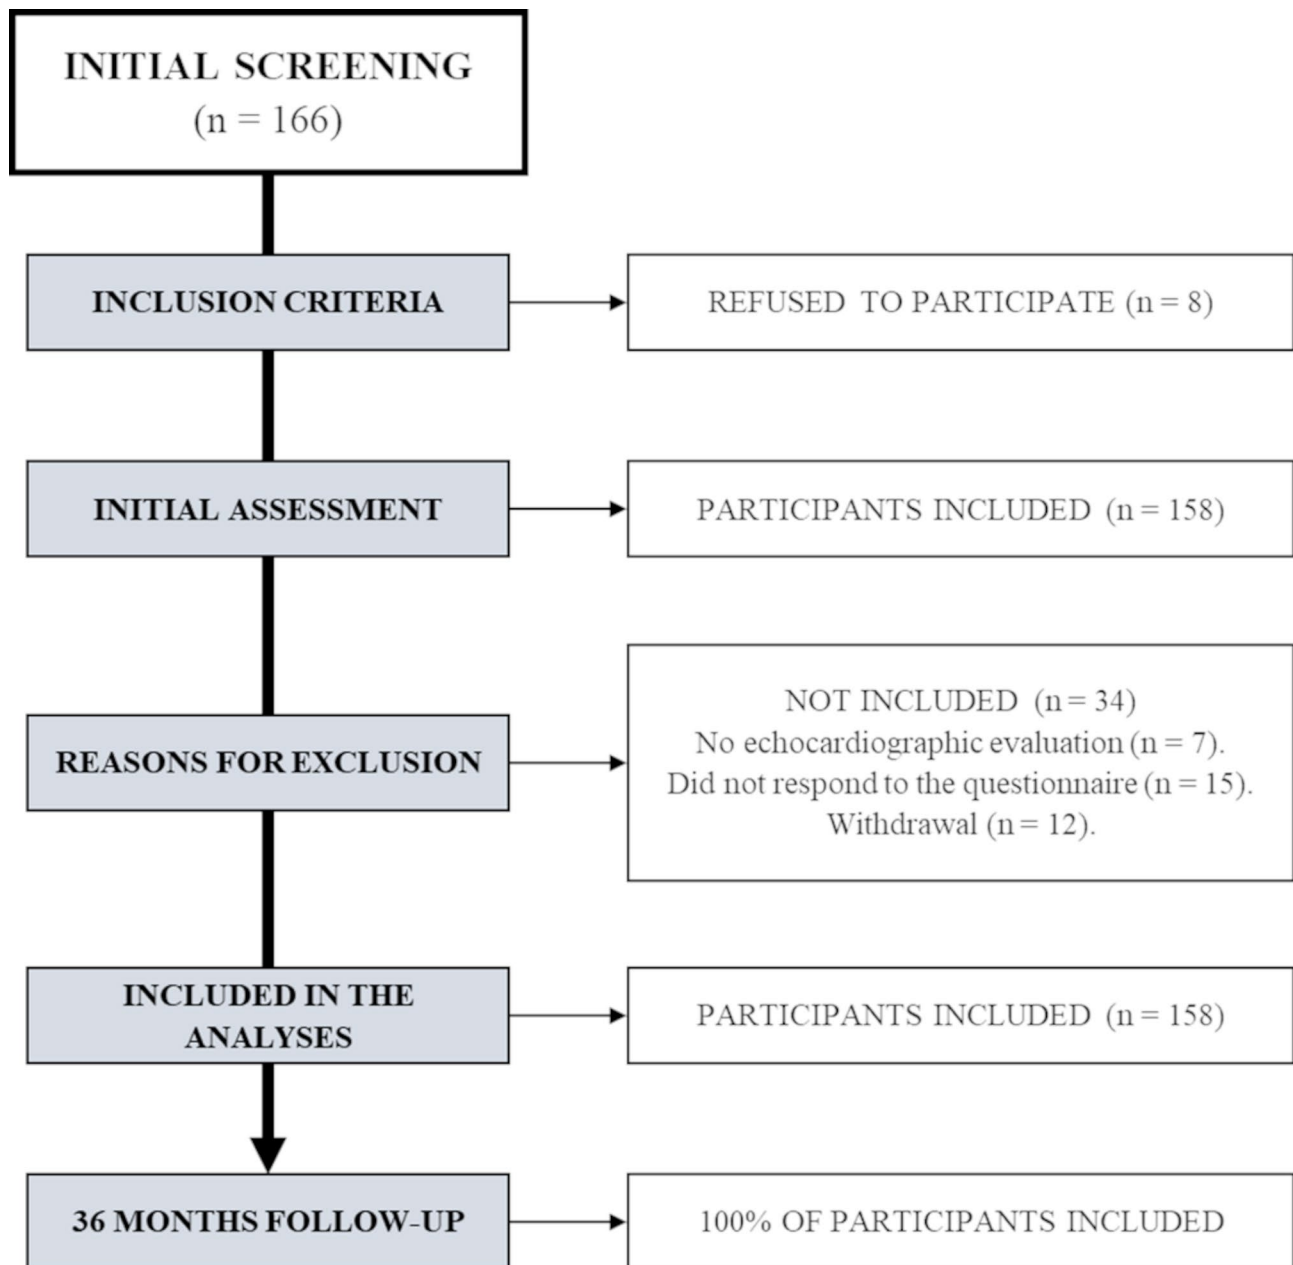 INITIAL SCREENING
(n = 166)
INCLUSION CRITERIA
REFUSED TO PARTICIPATE (n = 8)
INITIAL ASSESSMENT
PARTICIPANTS INCLUDED (n = 158)
REASONS FOR EXCLUSION
NOT INCLUDED (n = 34)
No echocardiographic evaluation (n = 7).
Did not respond to the questionnaire (n = 15).
Withdrawal (n = 12).
INCLUDED IN THE
ANALYSES
PARTICIPANTS INCLUDED (n = 158)
36 MONTHS FOLLOW-UP
100% OF PARTICIPANTS INCLUDED